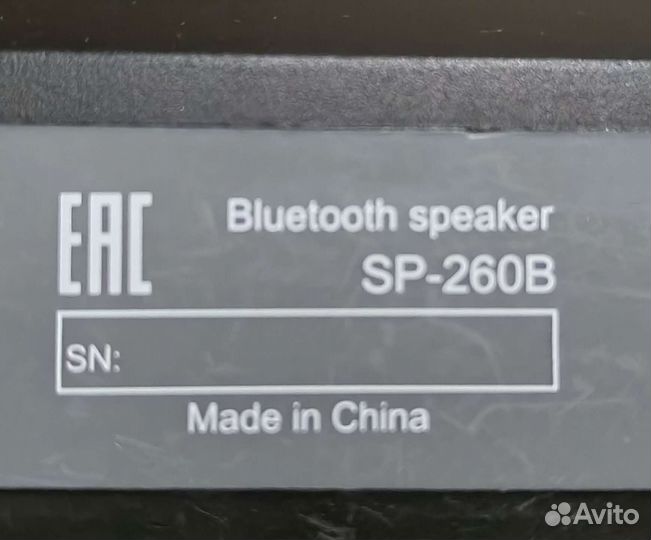 EAC
Bluetooth speaker
SP-260B
SN:
Made in China
Avito